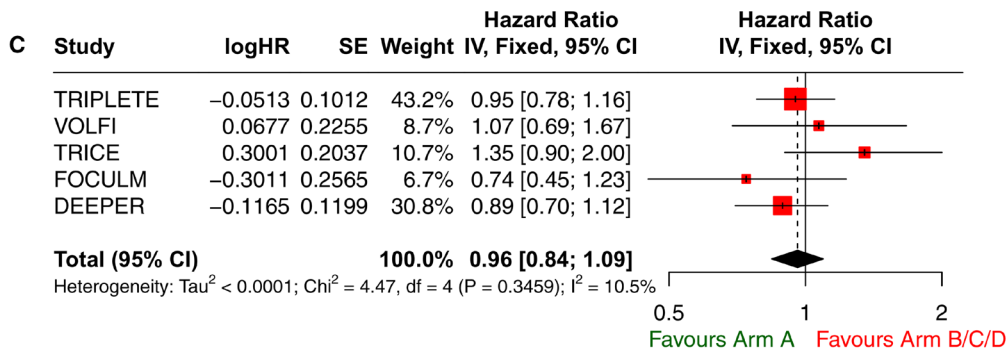 Hazard Ratio Hazard Ratio
C Study logHR SE Weight IV, Fixed, 95% CI IV, Fixed, 95% CI
TRIPLETE −0.0513 0.1012 43.2% 0.95 [0.78; 1.16]
VOLFI 0.0677 0.2255 8.7% 1.07 [0.69; 1.67]
TRICE 0.3001 0.2037 10.7% 1.35 [0.90; 2.00]
FOCULM −0.3011 0.2565 6.7% 0.74 [0.45; 1.23]
DEEPER −0.1165 0.1199 30.8% 0.89 [0.70; 1.12]
Total (95% CI) 100.0% 0.96 [0.84; 1.09]
Heterogeneity: Tau² < 0.0001; Chi² = 4.47, df = 4 (P = 0.3459); I² = 10.5%
0.5 1 2
Favours Arm A Favours Arm B/C/D